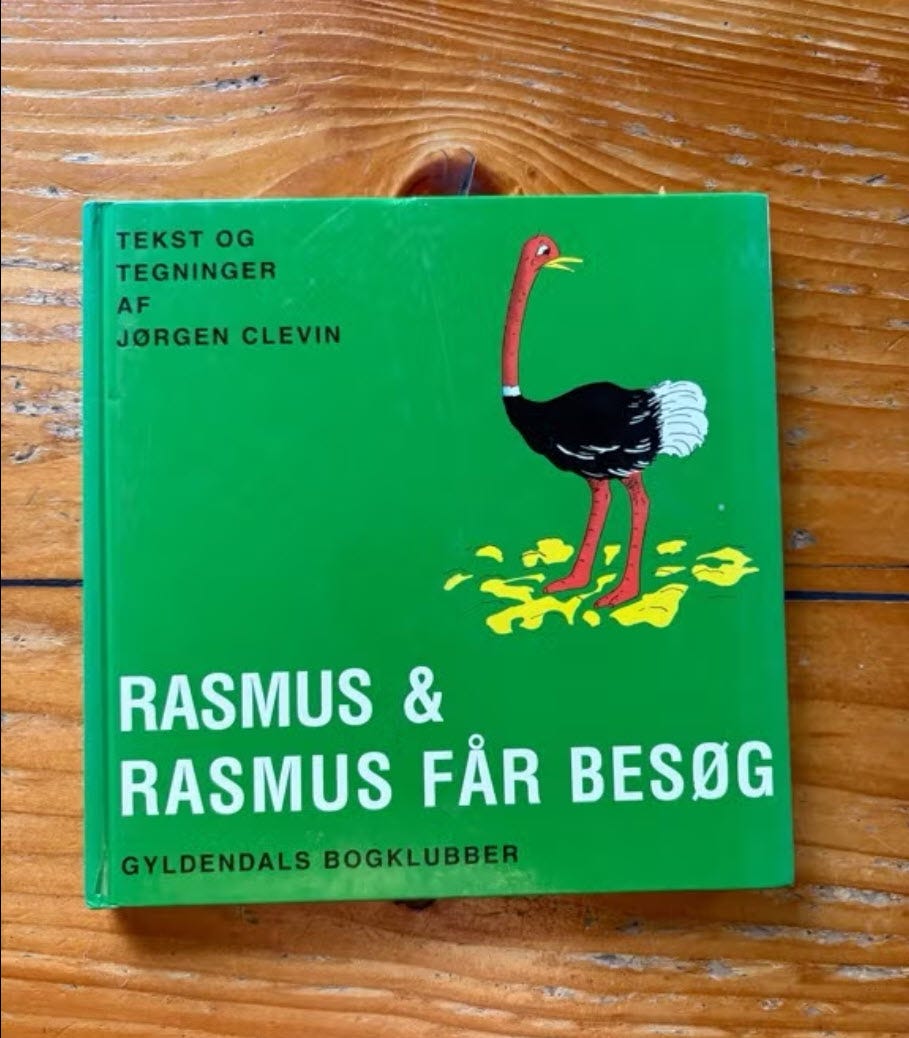 TEKST OG
TEGNINGER
AF
JØRGEN CLEVIN
RASMUS &
RASMUS FÅR BESØG
GYLDENDALS BOGKLUBBER